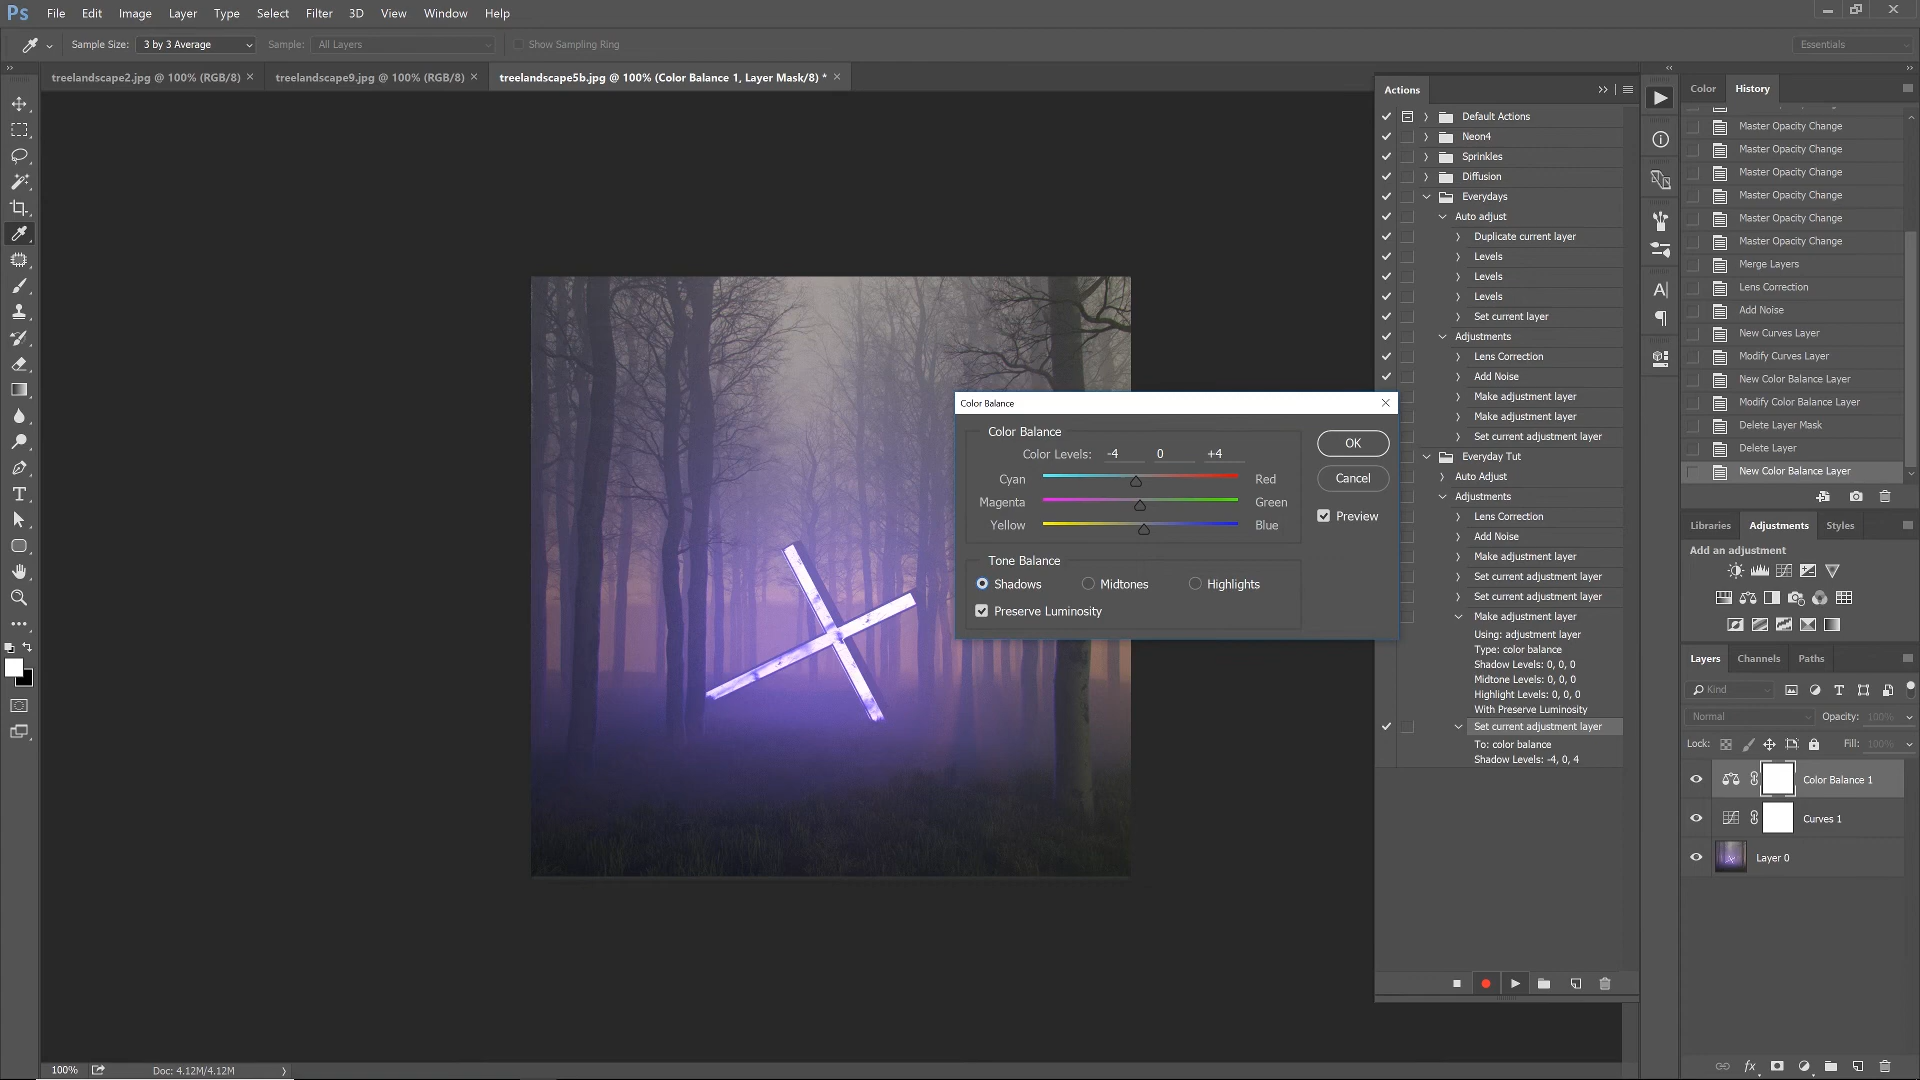 Ps File Edit Image Layer Type Select Filter 3D View Window Help
Sample Size: 3 by 3 Average Sample: All Layers Show Sampling Ring Essentials
treelandscape2.jpg @ 100% (RGB/8) × treelandscape9.jpg @ 100% (RGB/8) × treelandscape5b.jpg @ 100% (Color Balance 1, Layer Mask/8) * ×
Actions
Default Actions
Neon4
Sprinkles
Diffusion
Everydays
Auto adjust
Duplicate current layer
Levels
Levels
Levels
Set current layer
Adjustments
Lens Correction
Add Noise
Make adjustment layer
Make adjustment layer
Set current adjustment layer
Everyday Tut
Auto Adjust
Adjustments
Lens Correction
Add Noise
Make adjustment layer
Set current adjustment layer
Set current adjustment layer
Make adjustment layer
Using: adjustment layer
Type: color balance
Shadow Levels: 0, 0, 0
Midtone Levels: 0, 0, 0
Highlight Levels: 0, 0, 0
With Preserve Luminosity
Set current adjustment layer
To: color balance
Shadow Levels: -4, 0, 4
Color Balance
Color Balance
Color Levels: -4 0 +4
Cyan Red
Magenta Green
Yellow Blue
Tone Balance
Shadows Midtones Highlights
Preserve Luminosity
OK
Cancel
Preview
Color History
Master Opacity Change
Master Opacity Change
Master Opacity Change
Master Opacity Change
Master Opacity Change
Master Opacity Change
Merge Layers
Lens Correction
Add Noise
New Curves Layer
Modify Curves Layer
New Color Balance Layer
Modify Color Balance Layer
Delete Layer Mask
Delete Layer
New Color Balance Layer
Libraries Adjustments Styles
Add an adjustment
Layers Channels Paths
Kind
Normal Opacity: 100%
Lock: Fill: 100%
Color Balance 1
Curves 1
Layer 0
fx
100% Doc: 4.12M/4.12M